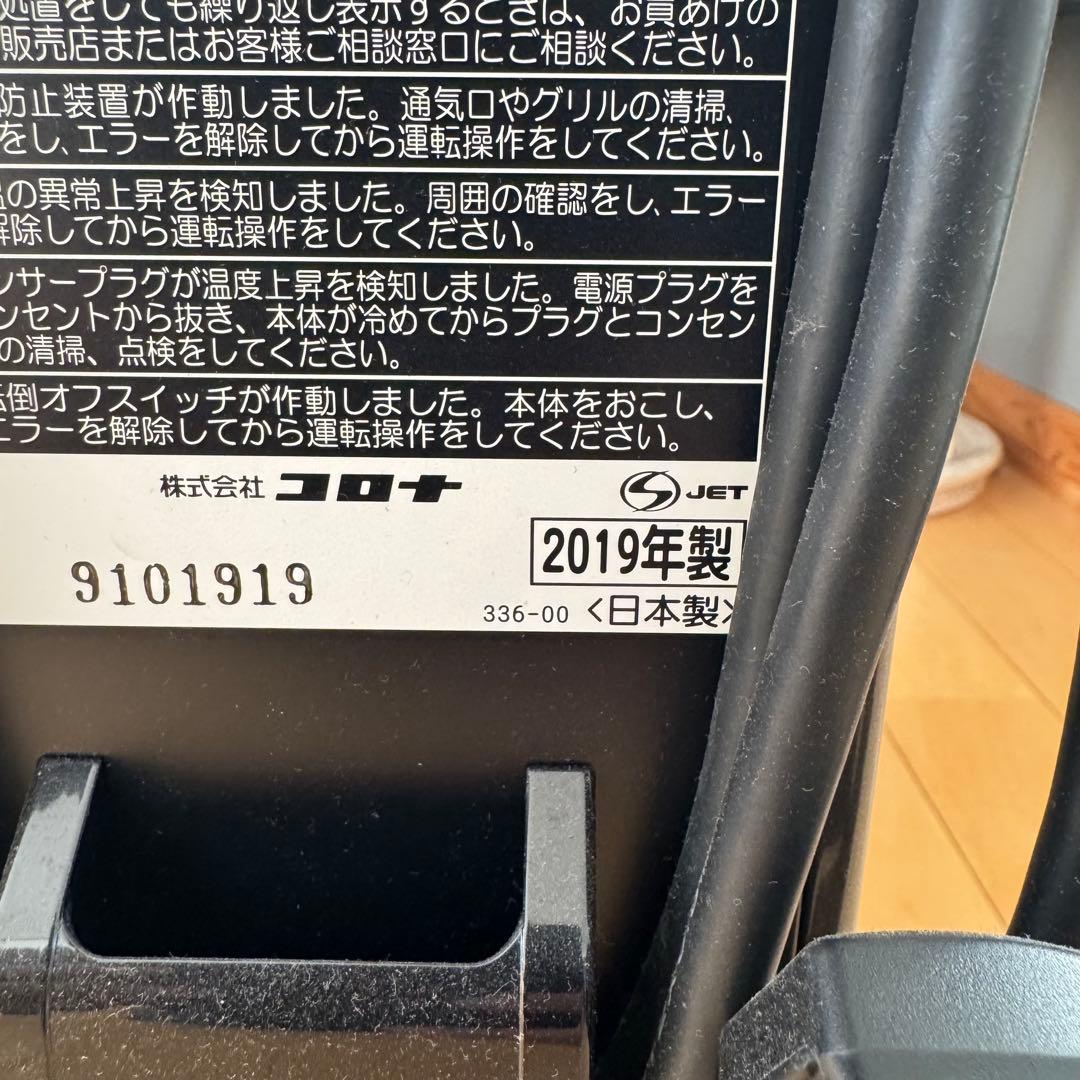 処置をしても繰り返し表示するときは、お買あげの
販売店またはお客様ご相談窓口にご相談ください。
防止装置が作動しました。通気口やグリルの清掃、
をし、エラーを解除してから運転操作をしてください。
の異常上昇を検知しました。周囲の確認をし、エラー
解除してから運転操作をしてください。
ンサープラグが温度上昇を検知しました。電源プラグを
ンセントから抜き、本体が冷めてからプラグとコンセン
の清掃、点検をしてください。
倒オフスイッチが作動しました。本体をおこし、
エラーを解除してから運転操作をしてください。
株式会社 コロナ
JET
2019年製
9101919
336-00 <日本製>